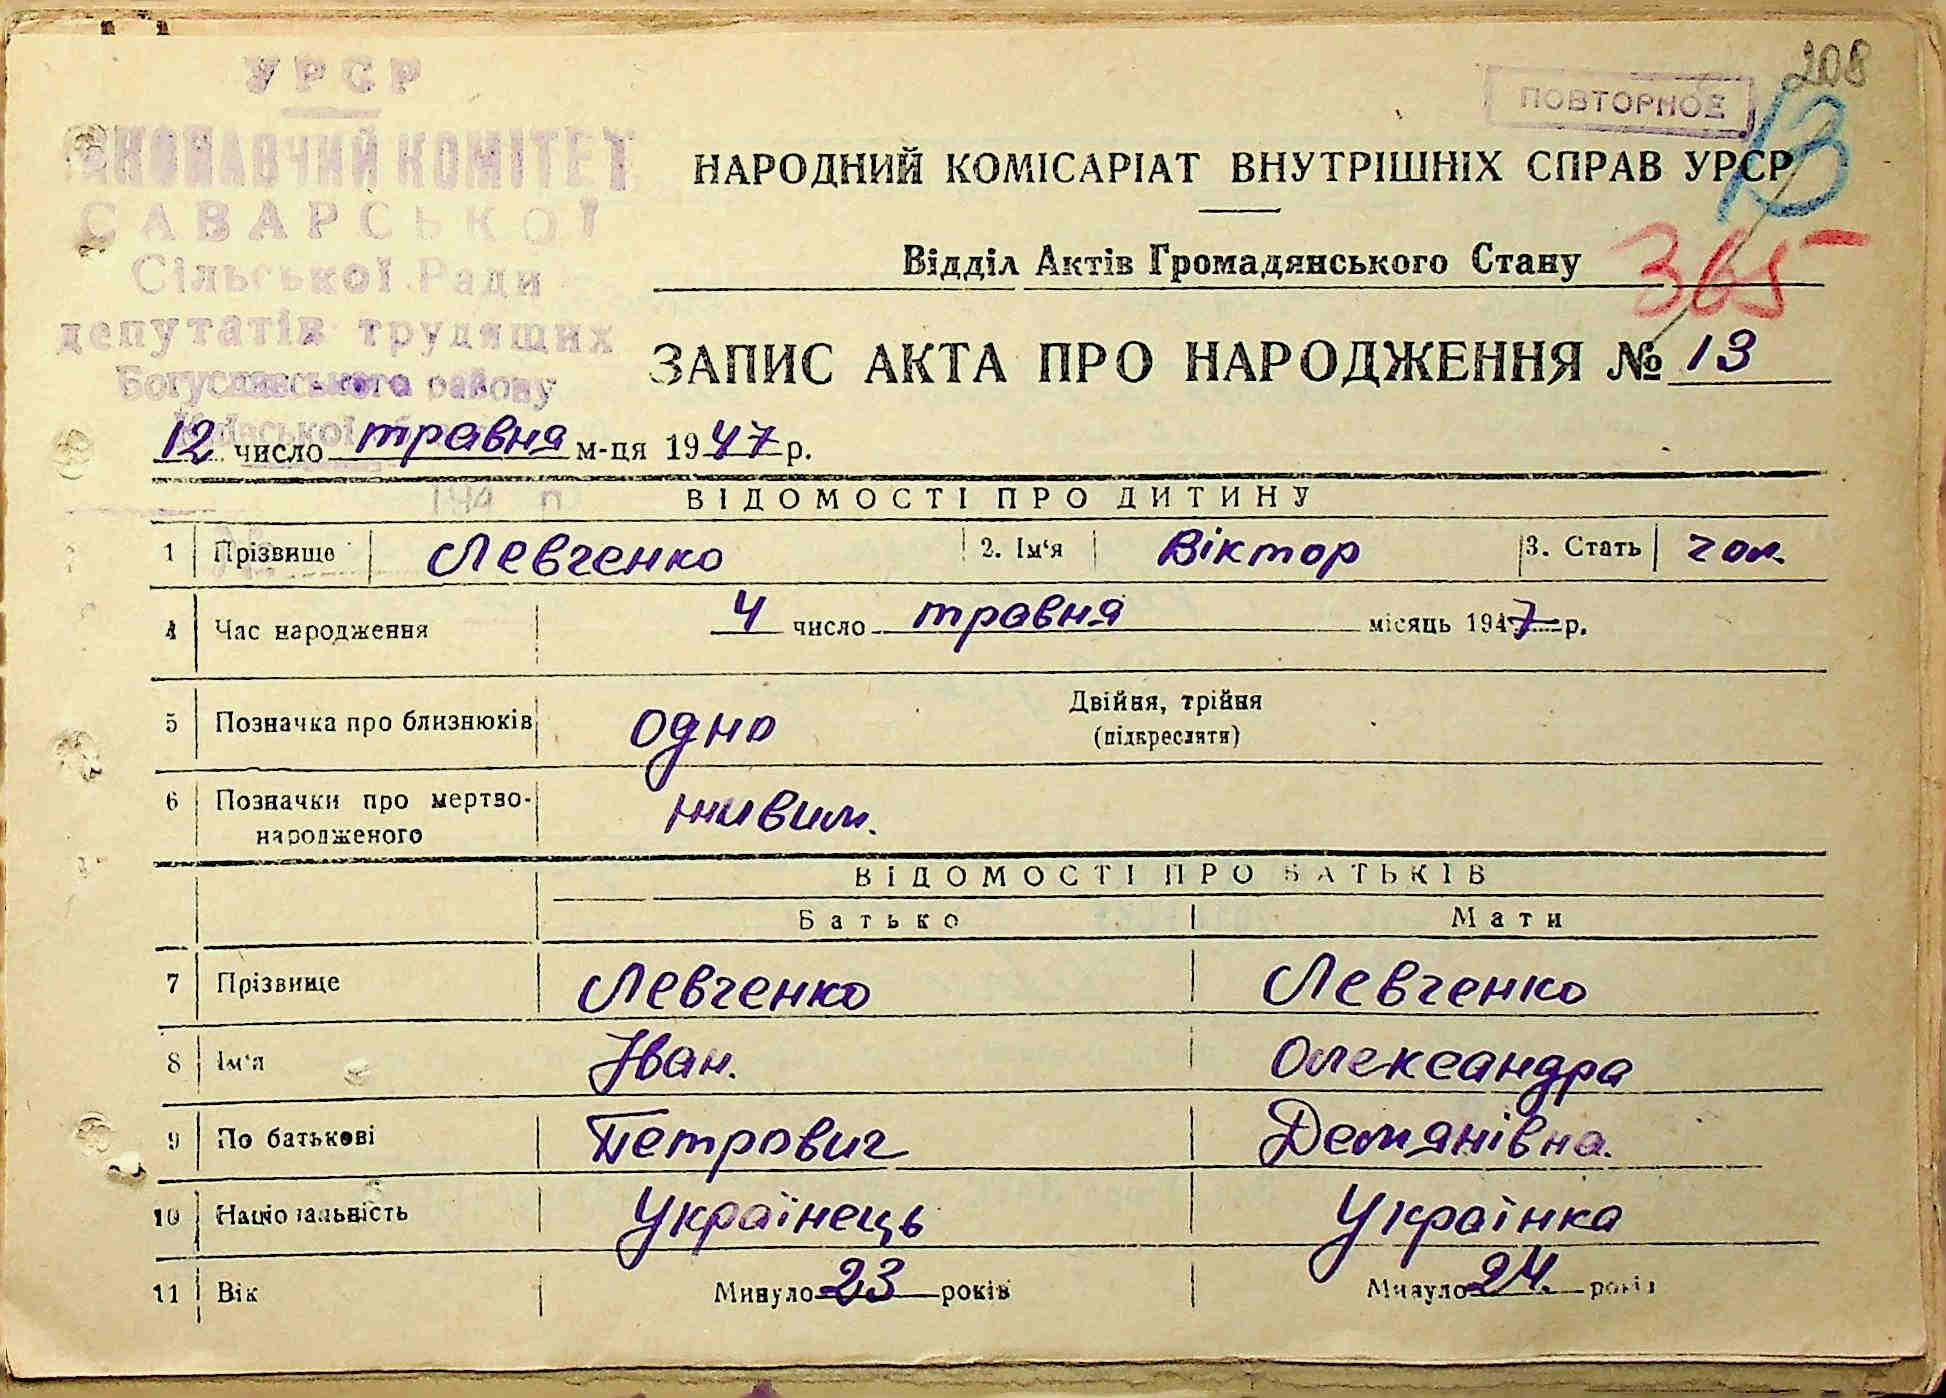 208
УРСР
ВИКОНАВЧИЙ КОМІТЕТ
САВАРСЬКОЇ
Сільської Ради
депутатів трудящих
Богуславського району
Київської
194 р
ПОВТОРНОЕ
13
НАРОДНИЙ КОМІСАРІАТ ВНУТРІШНІХ СПРАВ УРСР
Відділ Актів Громадянського Стану
365
ЗАПИС АКТА ПРО НАРОДЖЕННЯ № 13
12 число травня м-ця 1947 р.
ВІДОМОСТІ ПРО ДИТИНУ
1 Прізвище Левченко 2. Ім‘я Віктор 3. Стать чол.
4 Час народження 4 число травня місяць 1947 р.
5 Позначка про близнюків одно Двійня, трійня
(підкреслити)
6 Позначки про мертво-
народженого живим.
ВІДОМОСТІ ПРО БАТЬКІВ
Батько Мати
7 Прізвище Левченко Левченко
8 Ім‘я Іван. Олександра
9 По батькові Петрович Демянівна.
10 Національність Українець Українка
11 Вік Минуло 23 років Минуло 24. років